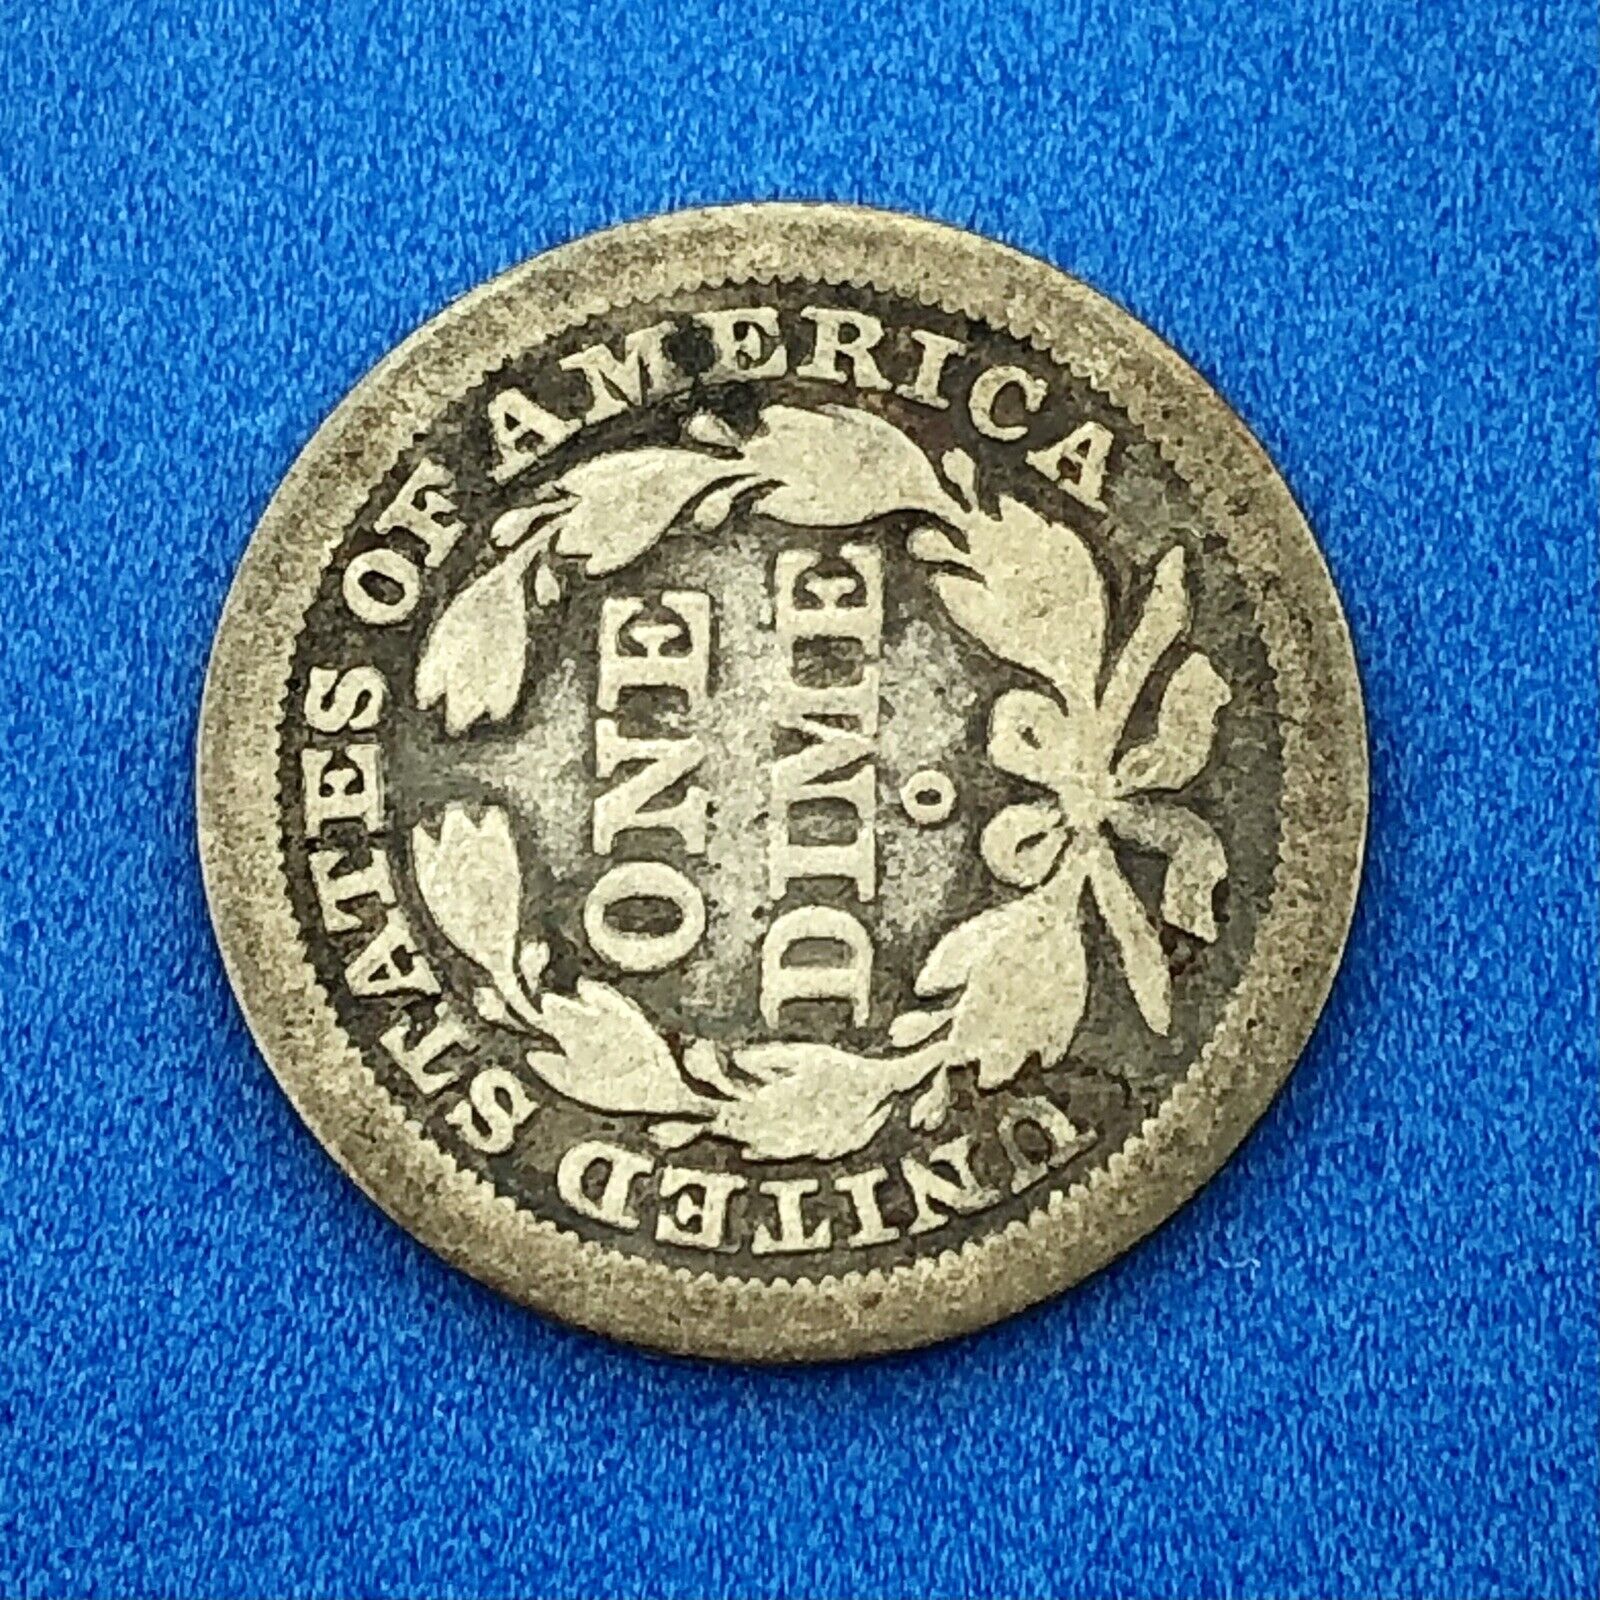 UNITED STATES OF AMERICA
ONE
DIME
O